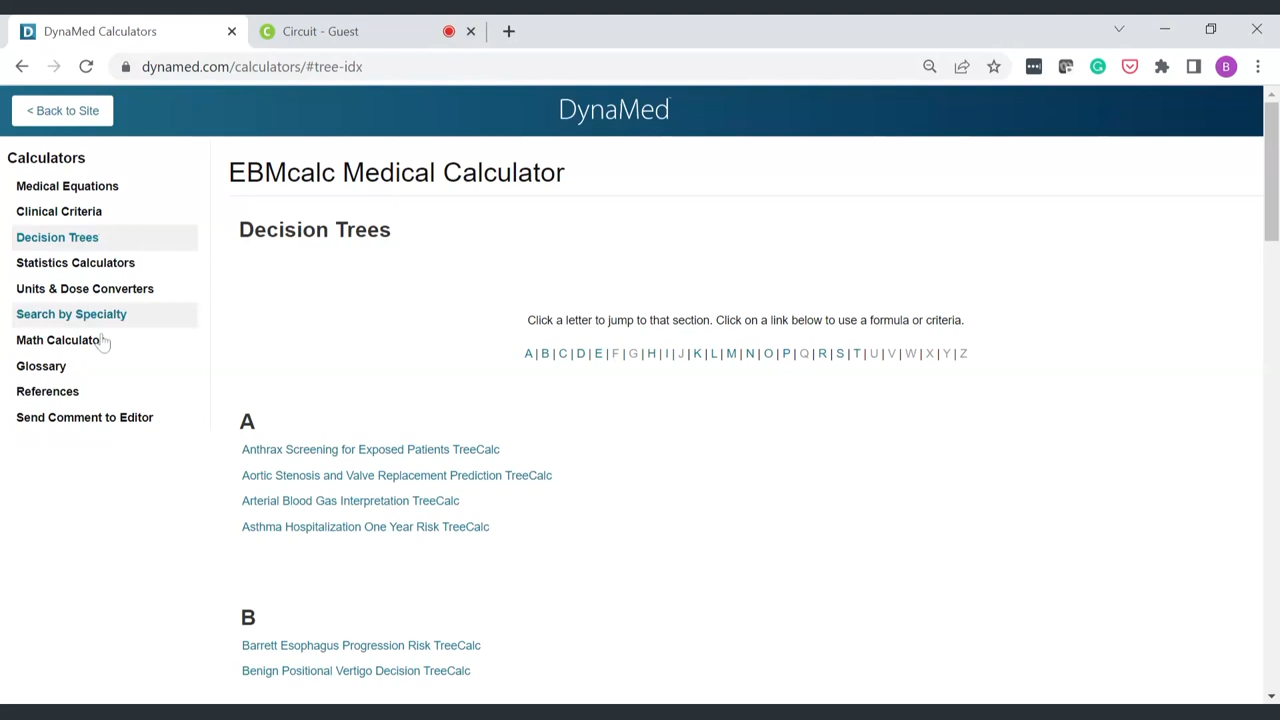 DynaMed Calculators
Circuit - Guest
dynamed.com/calculators/#tree-idx
B
< Back to Site
DynaMed
Calculators
Medical Equations
Clinical Criteria
Decision Trees
Statistics Calculators
Units & Dose Converters
Search by Specialty
Math Calculato
Glossary
References
Send Comment to Editor
EBMcalc Medical Calculator
Decision Trees
Click a letter to jump to that section. Click on a link below to use a formula or criteria.
A | B | C | D | E | F | G | H | I | J | K | L | M | N | O | P | Q | R | S | T | U | V | W | X | Y | Z
A
Anthrax Screening for Exposed Patients TreeCalc
Aortic Stenosis and Valve Replacement Prediction TreeCalc
Arterial Blood Gas Interpretation TreeCalc
Asthma Hospitalization One Year Risk TreeCalc
B
Barrett Esophagus Progression Risk TreeCalc
Benign Positional Vertigo Decision TreeCalc